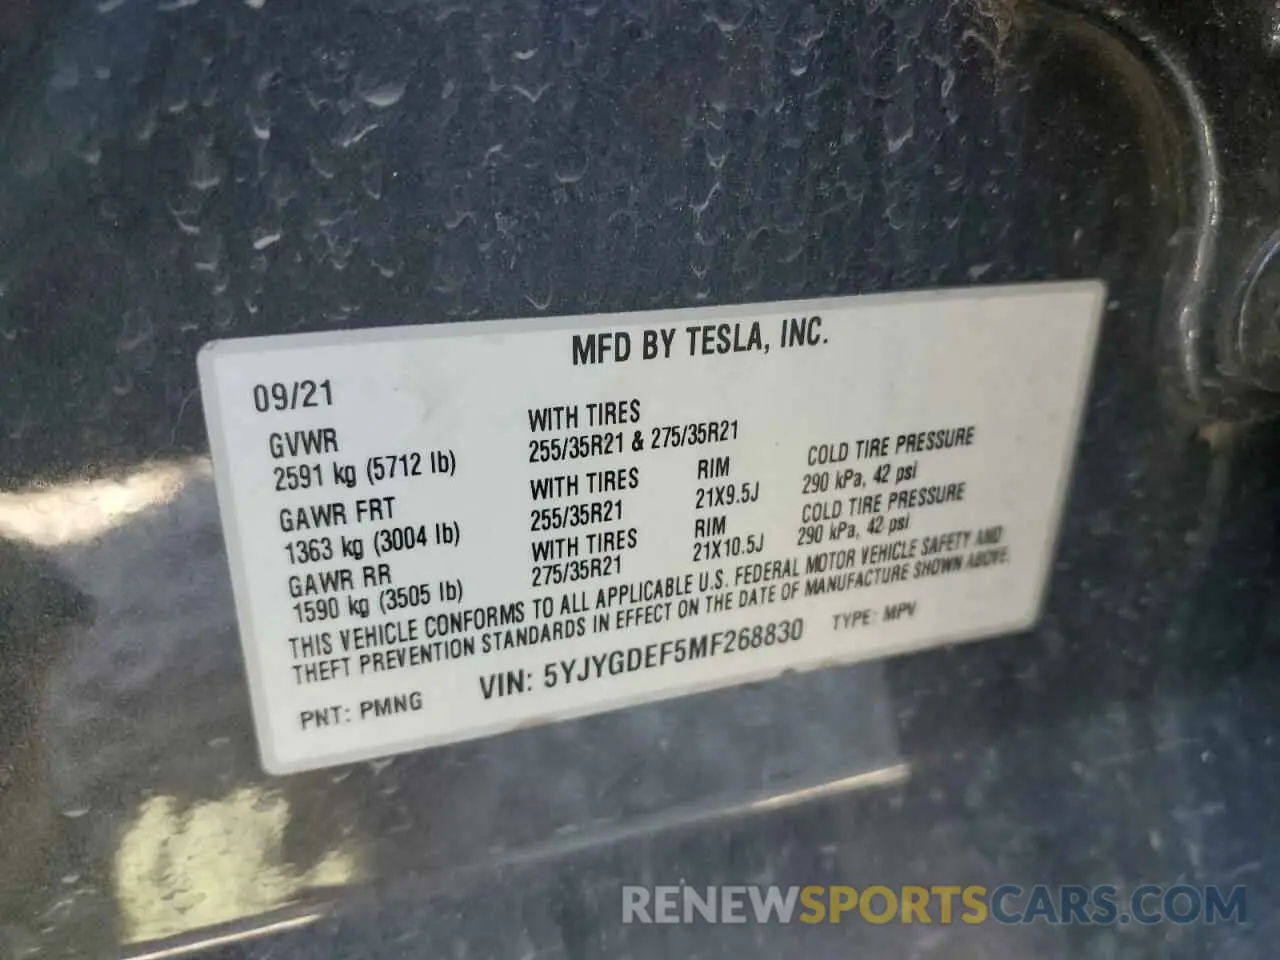 MFD BY TESLA, INC.
09/21
GVWR
2591 kg (5712 lb)
WITH TIRES
255/35R21 & 275/35R21
GAWR FRT
1363 kg (3004 lb)
WITH TIRES
255/35R21
RIM
21X9.5J
COLD TIRE PRESSURE
290 kPa, 42 psi
GAWR RR
1590 kg (3505 lb)
WITH TIRES
275/35R21
RIM
21X10.5J
COLD TIRE PRESSURE
290 kPa, 42 psi
THIS VEHICLE CONFORMS TO ALL APPLICABLE U.S. FEDERAL MOTOR VEHICLE SAFETY AND
THEFT PREVENTION STANDARDS IN EFFECT ON THE DATE OF MANUFACTURE SHOWN ABOVE.
PNT: PMNG VIN: 5YJYGDEF5MF268830 TYPE: MPV
RENEWSPORTSCARS.COM